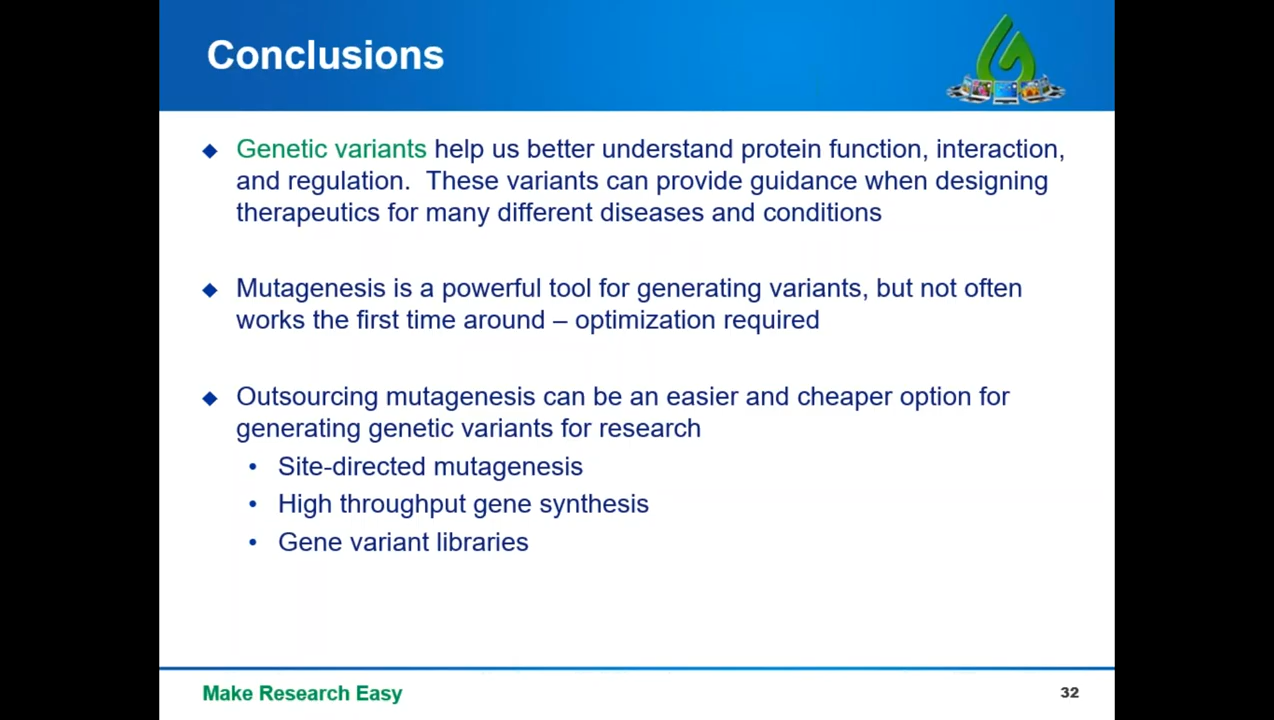 Conclusions
◆ Genetic variants help us better understand protein function, interaction,
and regulation.  These variants can provide guidance when designing
therapeutics for many different diseases and conditions
◆ Mutagenesis is a powerful tool for generating variants, but not often
works the first time around – optimization required
◆ Outsourcing mutagenesis can be an easier and cheaper option for
generating genetic variants for research
• Site-directed mutagenesis
• High throughput gene synthesis
• Gene variant libraries
Make Research Easy
32